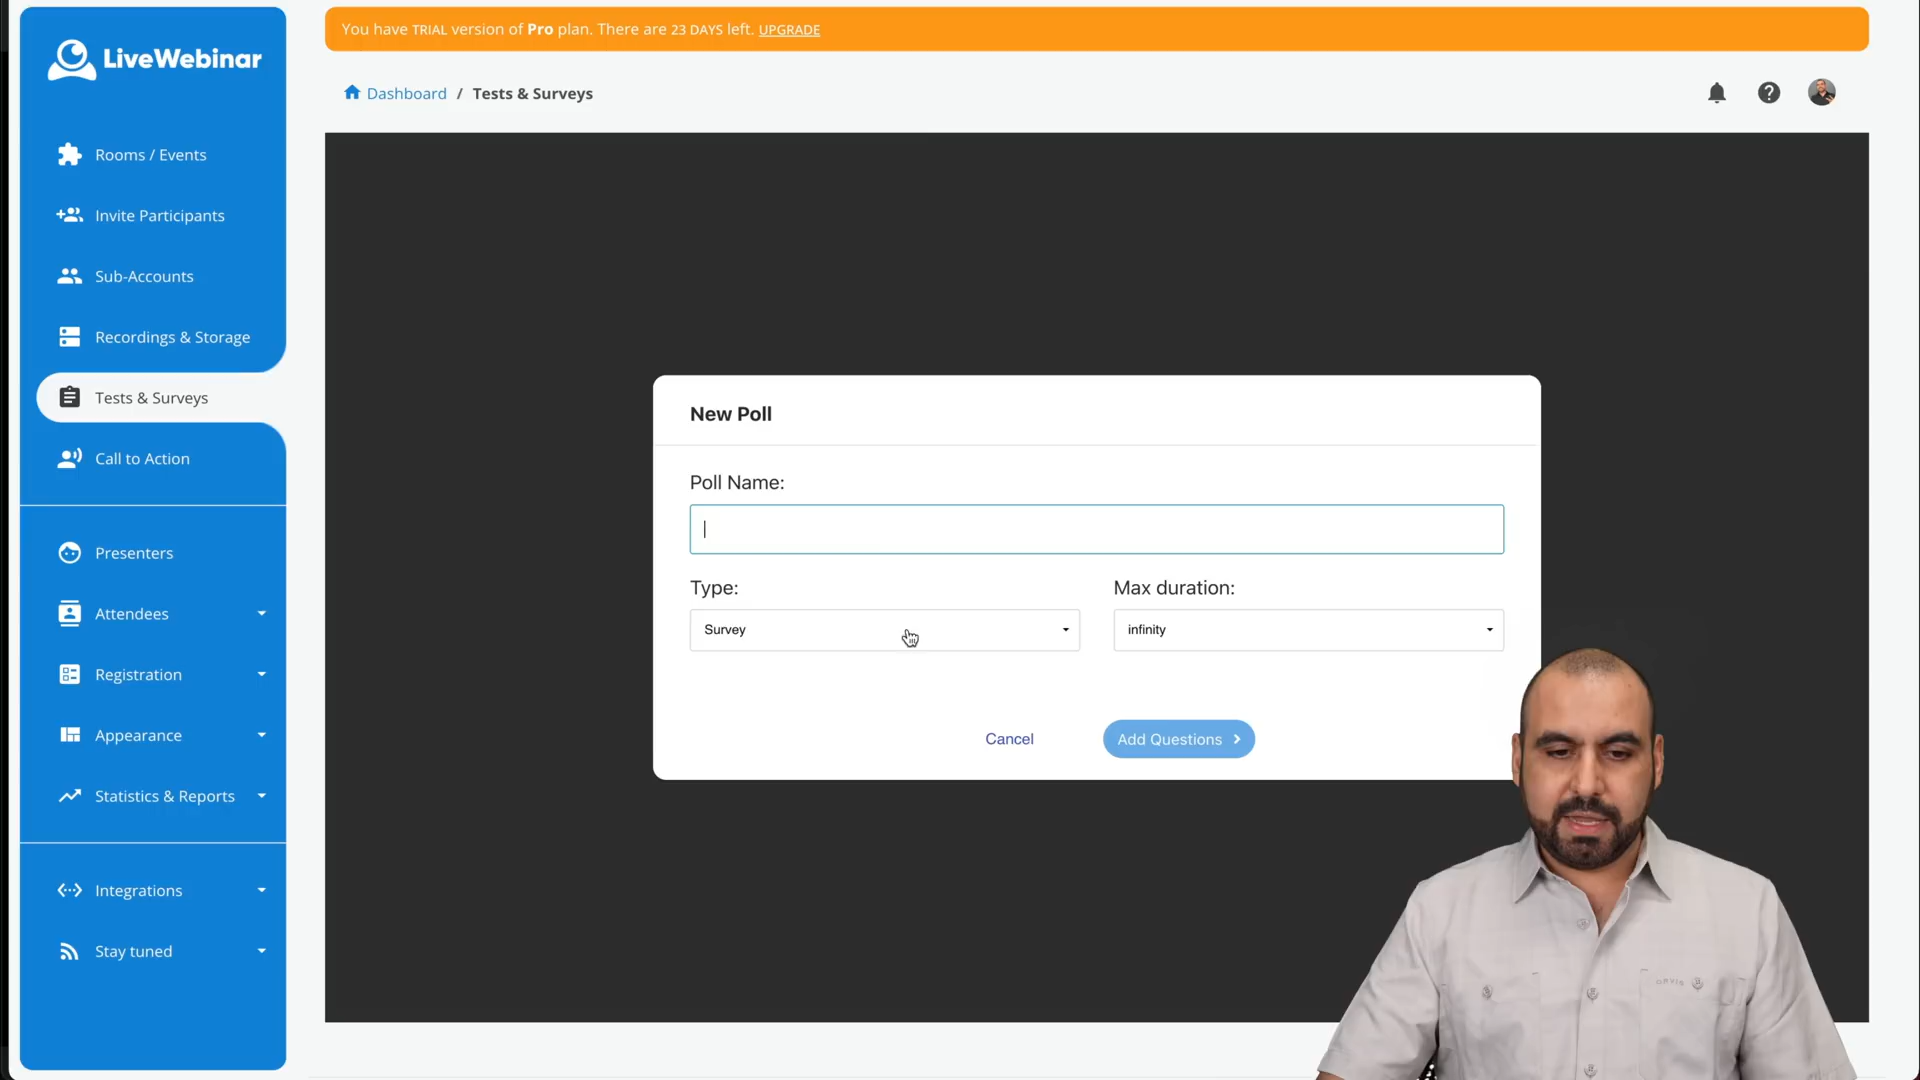 LiveWebinar
You have TRIAL version of Pro plan. There are 23 DAYS left. UPGRADE
Dashboard / Tests & Surveys
Rooms / Events
Invite Participants
Sub-Accounts
Recordings & Storage
Tests & Surveys
Call to Action
Presenters
Attendees
Registration
Appearance
Statistics & Reports
Integrations
Stay tuned
New Poll
Poll Name:
Type:
Max duration:
Survey
infinity
Cancel
Add Questions
ORVIS